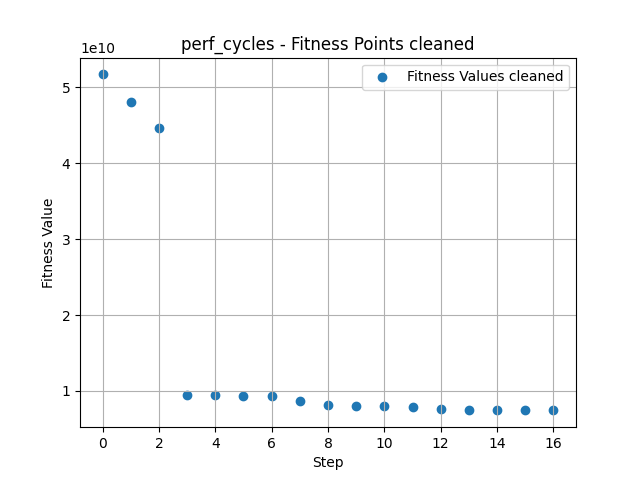 perf_cycles - Fitness Points cleaned
1e10
Fitness Values cleaned
5
4
3
2
1
Fitness Value
0 2 4 6 8 10 12 14 16
Step